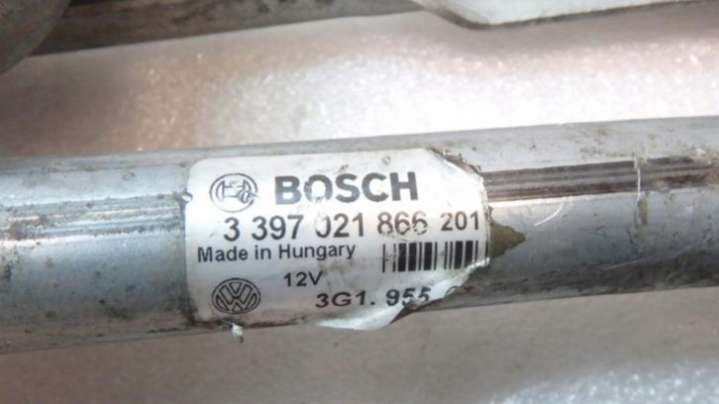 BOSCH
3 397 021 866 201
Made in Hungary
12V
3G1. 955